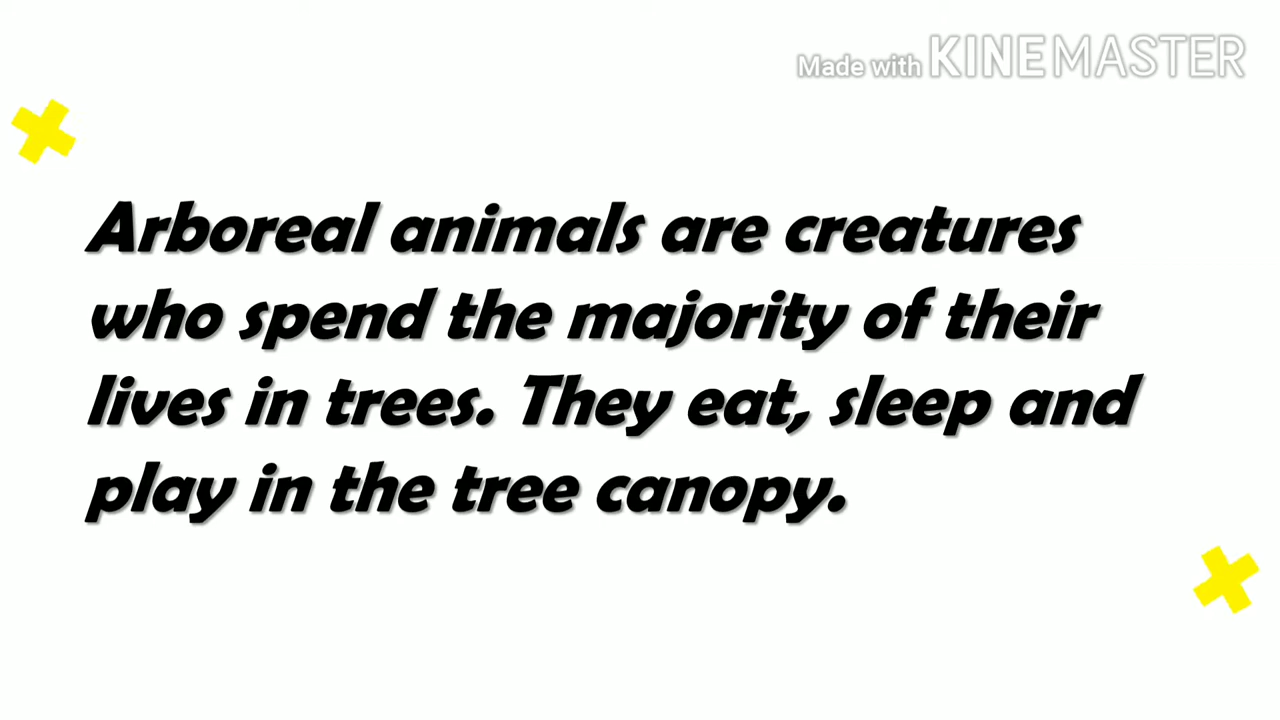 Made with KINEMASTER
Arboreal animals are creatures
who spend the majority of their
lives in trees. They eat, sleep and
play in the tree canopy.